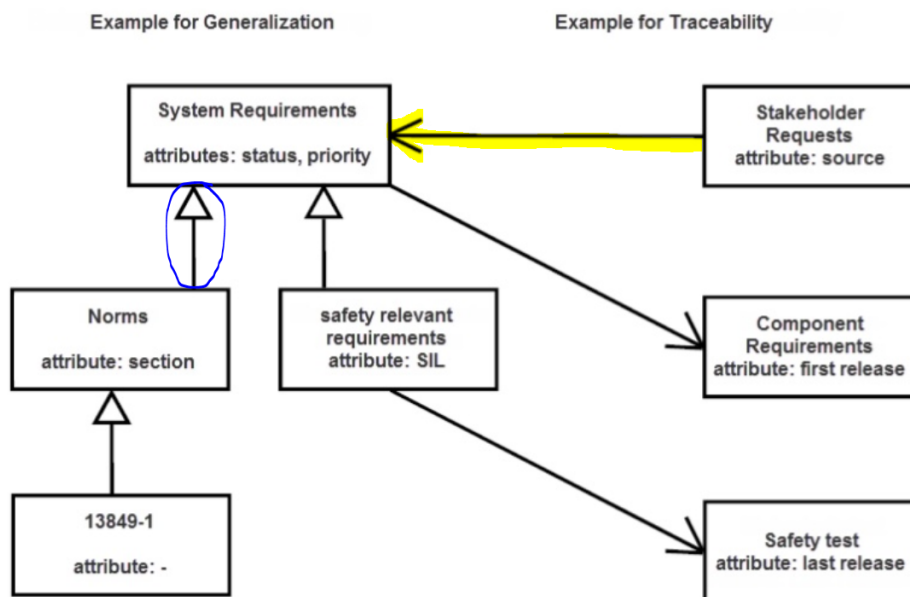 Example for Generalization
Example for Traceability
System Requirements
attributes: status, priority
Stakeholder
Requests
attribute: source
Norms
attribute: section
safety relevant
requirements
attribute: SIL
Component
Requirements
attribute: first release
13849-1
attribute: -
Safety test
attribute: last release